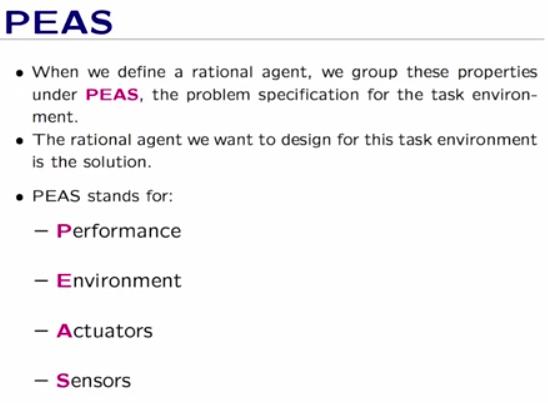 PEAS
• When we define a rational agent, we group these properties
under PEAS, the problem specification for the task environ-
ment.
• The rational agent we want to design for this task environment
is the solution.
• PEAS stands for:
– Performance
– Environment
– Actuators
– Sensors